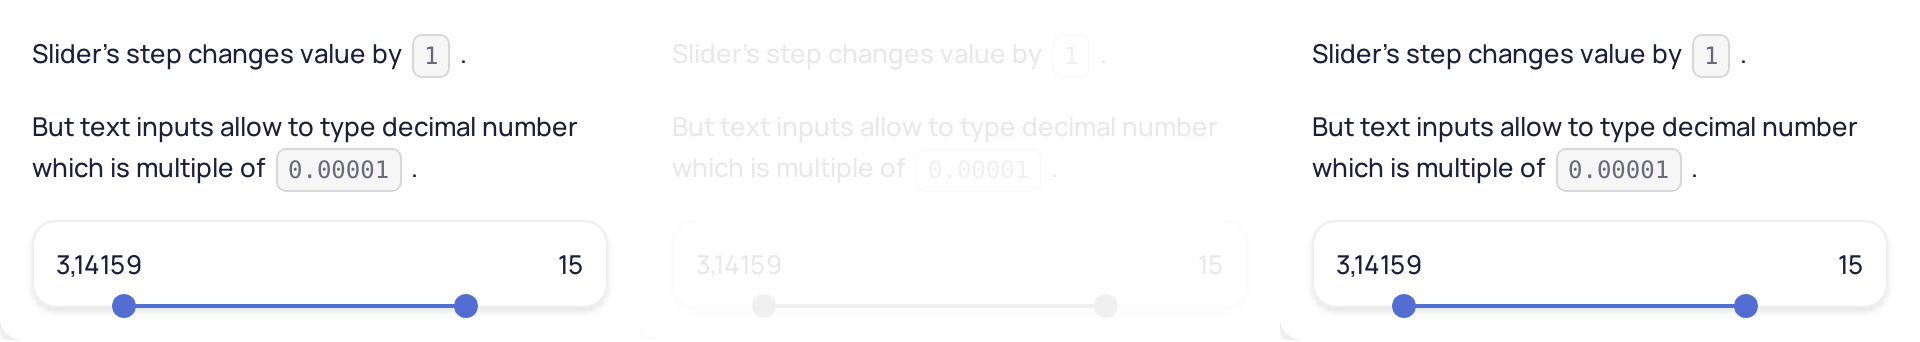 Slider's step changes value by 1 .
But text inputs allow to type decimal number
which is multiple of 0.00001 .
3,14159 15
Slider's step changes value by 1 .
But text inputs allow to type decimal number
which is multiple of 0.00001 .
3,14159 15
Slider's step changes value by 1 .
But text inputs allow to type decimal number
which is multiple of 0.00001 .
3,14159 15